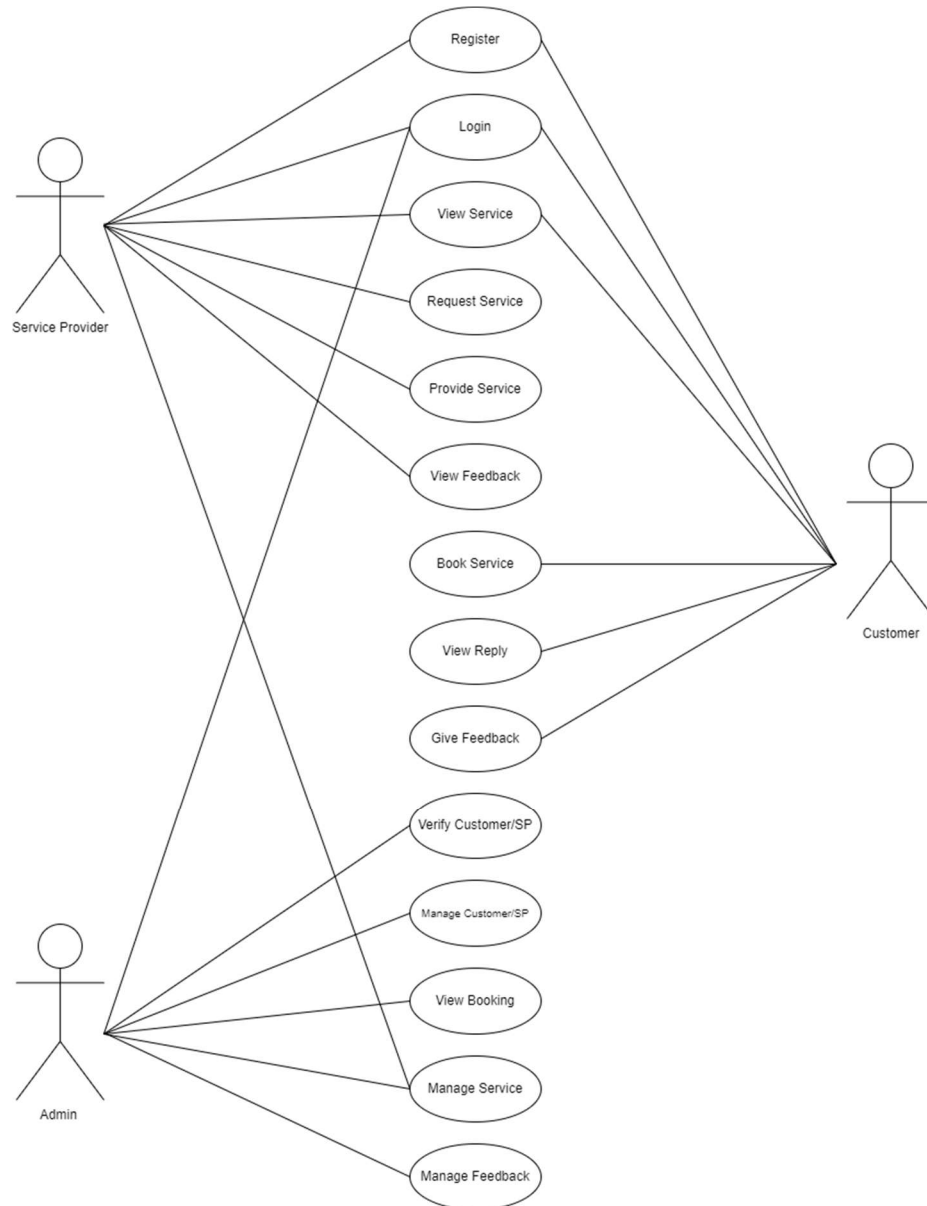 Register
Login
View Service
Request Service
Service Provider
Provide Service
View Feedback
Book Service
Customer
View Reply
Give Feedback
Verify Customer/SP
Manage Customer/SP
View Booking
Manage Service
Admin
Manage Feedback